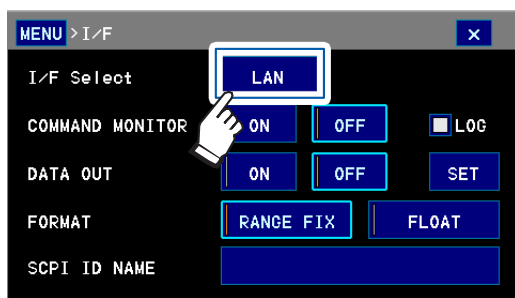 MENU > I/F ×
I/F Select LAN
COMMAND MONITOR ON OFF LOG
DATA OUT ON OFF SET
FORMAT RANGE FIX FLOAT
SCPI ID NAME